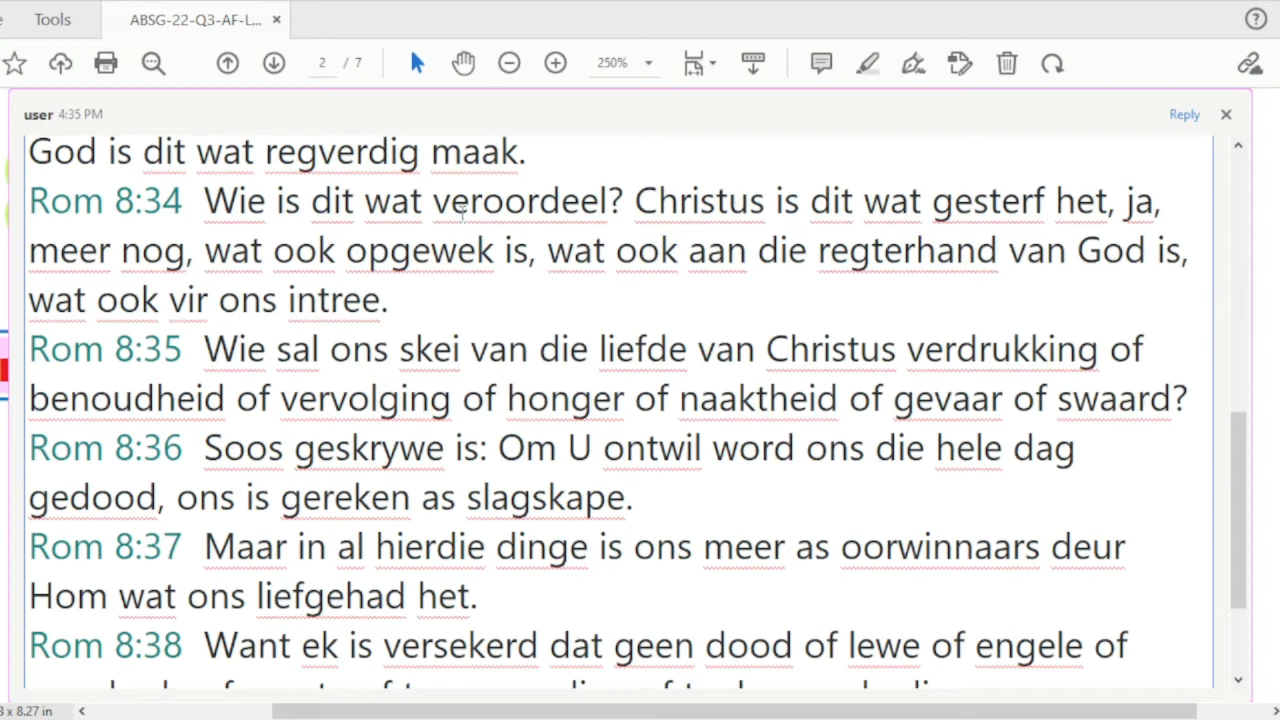 Tools
ABSG-22-Q3-AF-L... ×
2 / 7
250%
user 4:35 PM
Reply
God is dit wat regverdig maak.
Rom 8:34 Wie is dit wat veroordeel? Christus is dit wat gesterf het, ja,
meer nog, wat ook opgewek is, wat ook aan die regterhand van God is,
wat ook vir ons intree.
Rom 8:35 Wie sal ons skei van die liefde van Christus verdrukking of
benoudheid of vervolging of honger of naaktheid of gevaar of swaard?
Rom 8:36 Soos geskrywe is: Om U ontwil word ons die hele dag
gedood, ons is gereken as slagskape.
Rom 8:37 Maar in al hierdie dinge is ons meer as oorwinnaars deur
Hom wat ons liefgehad het.
Rom 8:38 Want ek is versekerd dat geen dood of lewe of engele of
x 8.27 in